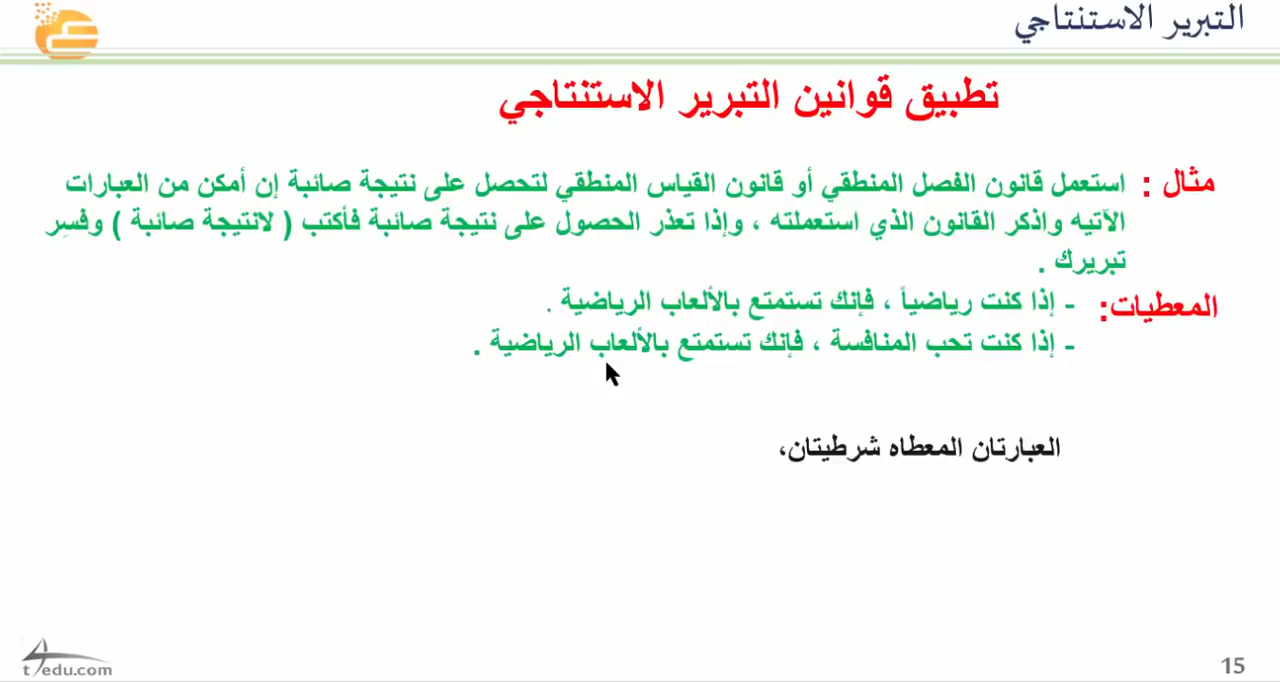 التبرير الاستنتاجي
تطبيق قوانين التبرير الاستنتاجي
مثال : استعمل قانون الفصل المنطقي أو قانون القياس المنطقي لتحصل على نتيجة صائبة إن أمكن من العبارات
الآتيه واذكر القانون الذي استعملته ، وإذا تعذر الحصول على نتيجة صائبة فأكتب ( لانتيجة صائبة ) وفسِر
تبريرك .
المعطيات: - إذا كنت رياضياً ، فإنك تستمتع بالألعاب الرياضية .
- إذا كنت تحب المنافسة ، فإنك تستمتع بالألعاب الرياضية .
العبارتان المعطاه شرطيتان،
t4edu.com
15